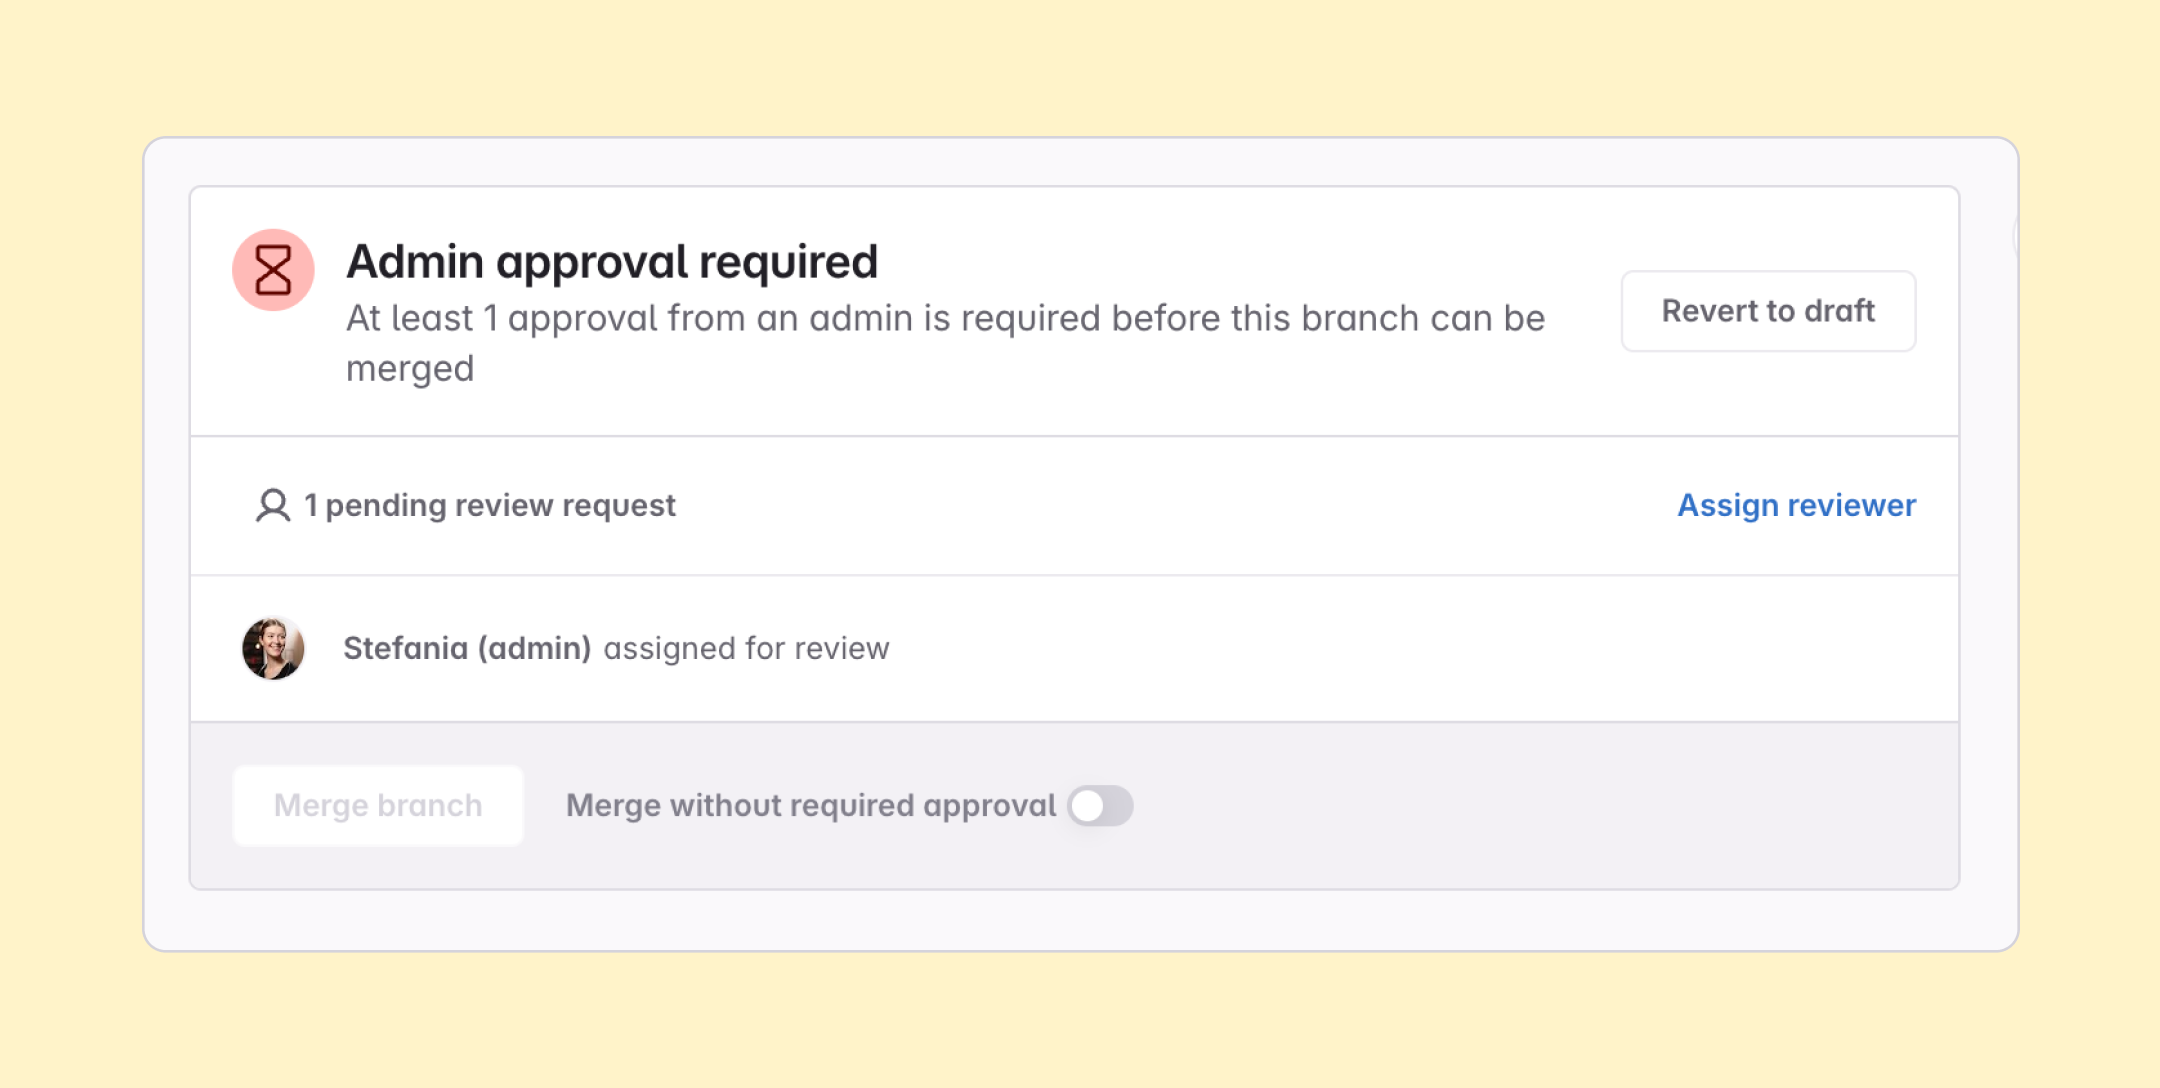 Admin approval required
At least 1 approval from an admin is required before this branch can be
merged
Revert to draft
1 pending review request
Assign reviewer
Stefania (admin) assigned for review
Merge branch
Merge without required approval